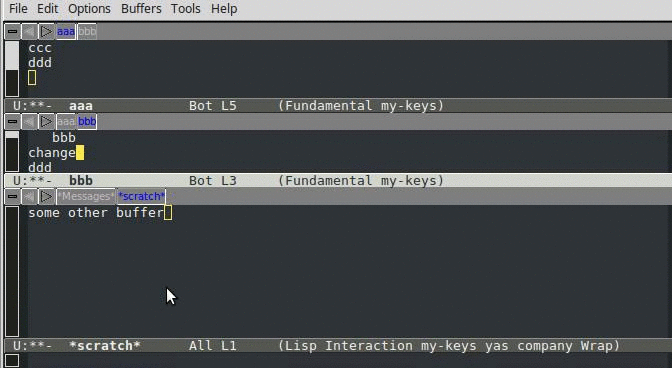 File Edit Options Buffers Tools Help
aaa bbb
ccc
ddd
U:**-  aaa            Bot L5    (Fundamental my-keys)
aaa bbb
   bbb
change
ddd
U:**-  bbb            Bot L3    (Fundamental my-keys)
*Messages* *scratch*
some other buffer
U:**-  *scratch*      All L1    (Lisp Interaction my-keys yas company Wrap)